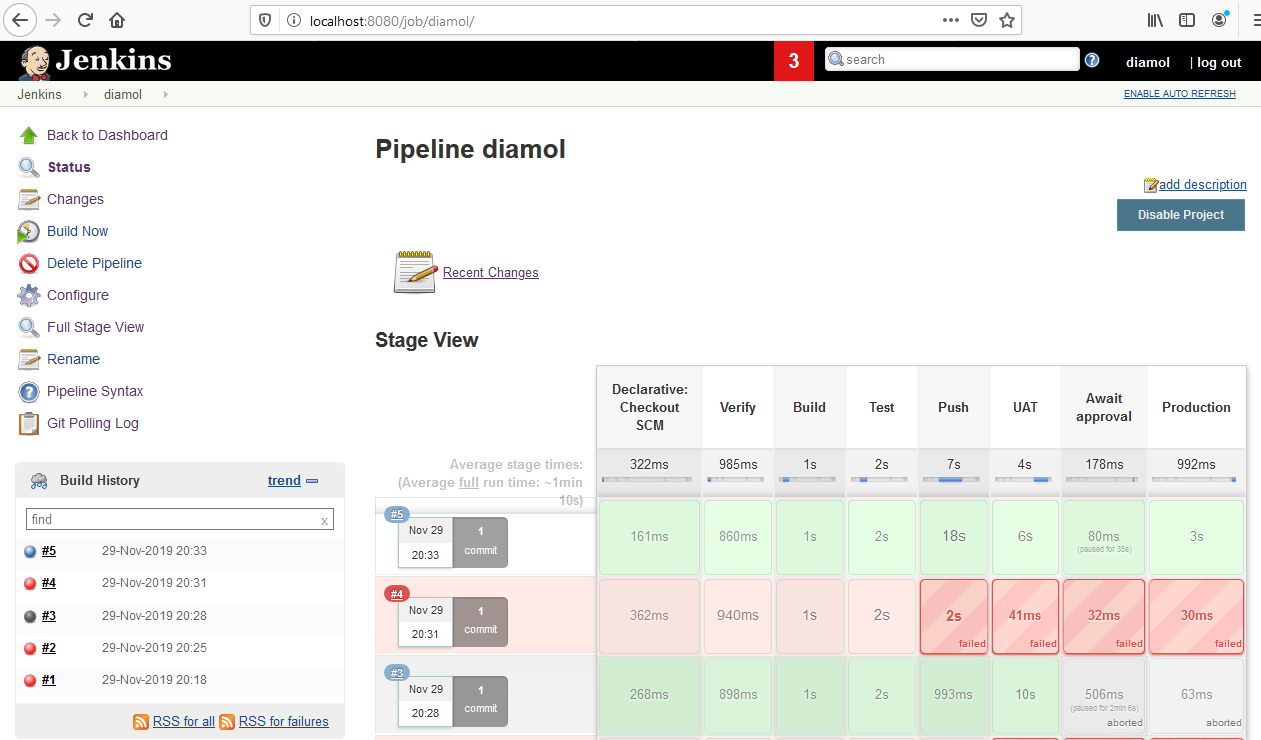 localhost:8080/job/diamol/
Jenkins
3
search
diamol
| log out
Jenkins
diamol
ENABLE AUTO REFRESH
Back to Dashboard
Status
Changes
Build Now
Delete Pipeline
Configure
Full Stage View
Rename
Pipeline Syntax
Git Polling Log
Build History
trend
find
x
#5 29-Nov-2019 20:33
#4 29-Nov-2019 20:31
#3 29-Nov-2019 20:28
#2 29-Nov-2019 20:25
#1 29-Nov-2019 20:18
RSS for all RSS for failures
Pipeline diamol
add description
Disable Project
Recent Changes
Stage View
Declarative:
Checkout
SCM
Verify
Build
Test
Push
UAT
Await
approval
Production
Average stage times:
(Average full run time: ~1min
10s)
322ms
985ms
1s
2s
7s
4s
178ms
992ms
#5
Nov 29
20:33
1
commit
161ms
860ms
1s
2s
18s
6s
80ms
(paused for 35s)
3s
#4
Nov 29
20:31
1
commit
362ms
940ms
1s
2s
2s
failed
41ms
failed
32ms
failed
30ms
failed
#3
Nov 29
20:28
1
commit
268ms
898ms
1s
2s
993ms
10s
506ms
(paused for 2min 6s)
aborted
63ms
aborted